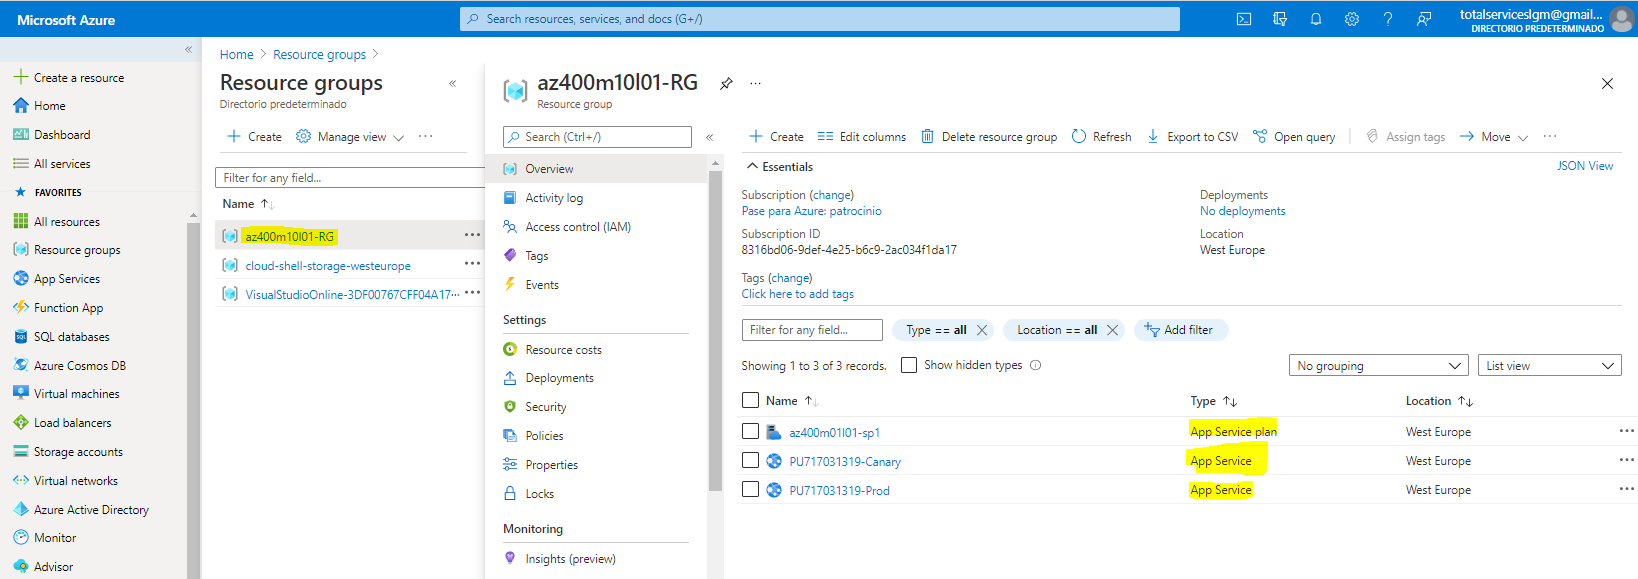 Microsoft Azure
Search resources, services, and docs (G+/)
totalserviceslgm@gmail...
DIRECTORIO PREDETERMINADO
«
Create a resource
Home
Dashboard
All services
FAVORITES
All resources
Resource groups
App Services
Function App
SQL databases
Azure Cosmos DB
Virtual machines
Load balancers
Storage accounts
Virtual networks
Azure Active Directory
Monitor
Advisor
Home > Resource groups >
Resource groups «
Directorio predeterminado
Create Manage view ...
Filter for any field...
Name ↑↓
az400m10l01-RG ...
cloud-shell-storage-westeurope ...
VisualStudioOnline-3DF00767CFF04A17... ...
az400m10l01-RG ...
Resource group
Search (Ctrl+/) «
Overview
Activity log
Access control (IAM)
Tags
Events
Settings
Resource costs
Deployments
Security
Policies
Properties
Locks
Monitoring
Insights (preview)
Create Edit columns Delete resource group Refresh Export to CSV Open query Assign tags Move ...
Essentials JSON View
Subscription (change)
Pase para Azure: patrocinio
Subscription ID
8316bd06-9def-4e25-b6c9-2ac034f1da17
Tags (change)
Click here to add tags
Deployments
No deployments
Location
West Europe
Filter for any field... Type == all Location == all Add filter
Showing 1 to 3 of 3 records. Show hidden types No grouping List view
Name ↑↓ Type ↑↓ Location ↑↓
az400m01l01-sp1 App Service plan West Europe ...
PU717031319-Canary App Service West Europe ...
PU717031319-Prod App Service West Europe ...